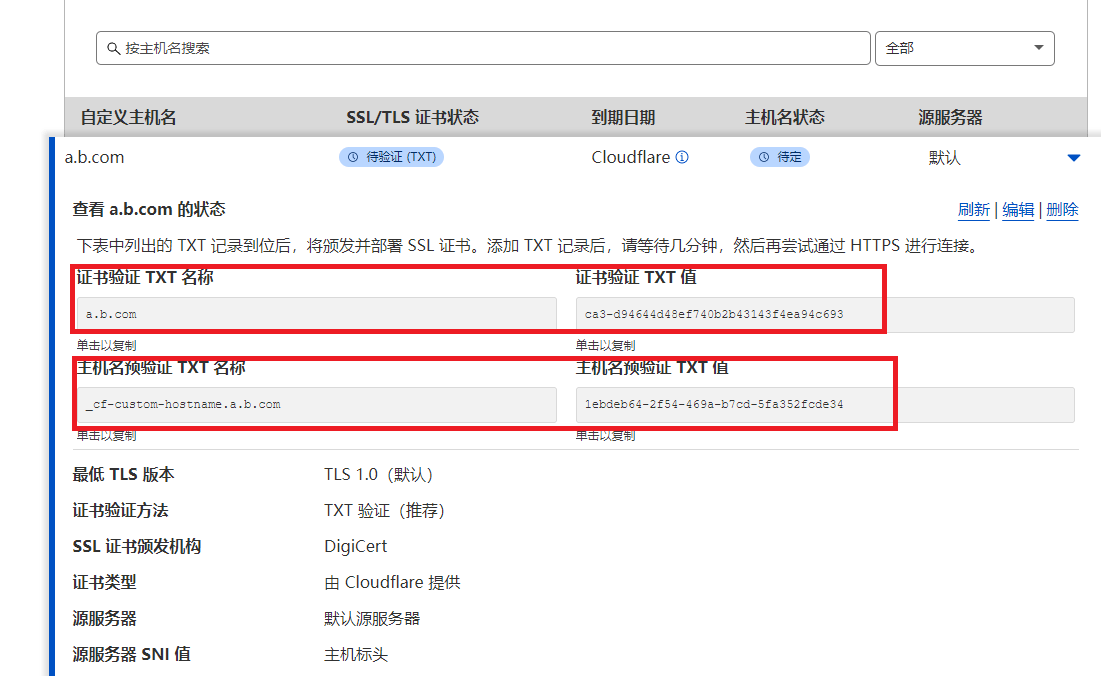 按主机名搜索 全部
自定义主机名 SSL/TLS 证书状态 到期日期 主机名状态 源服务器
a.b.com 待验证 (TXT) Cloudflare 待定 默认
查看 a.b.com 的状态 刷新 | 编辑 | 删除
下表中列出的 TXT 记录到位后，将颁发并部署 SSL 证书。添加 TXT 记录后，请等待几分钟，然后再尝试通过 HTTPS 进行连接。
证书验证 TXT 名称 证书验证 TXT 值
a.b.com ca3-d94644d48ef740b2b43143f4ea94c693
单击以复制 单击以复制
主机名预验证 TXT 名称 主机名预验证 TXT 值
_cf-custom-hostname.a.b.com 1ebdeb64-2f54-469a-b7cd-5fa352fcde34
单击以复制 单击以复制
最低 TLS 版本 TLS 1.0（默认）
证书验证方法 TXT 验证（推荐）
SSL 证书颁发机构 DigiCert
证书类型 由 Cloudflare 提供
源服务器 默认源服务器
源服务器 SNI 值 主机标头